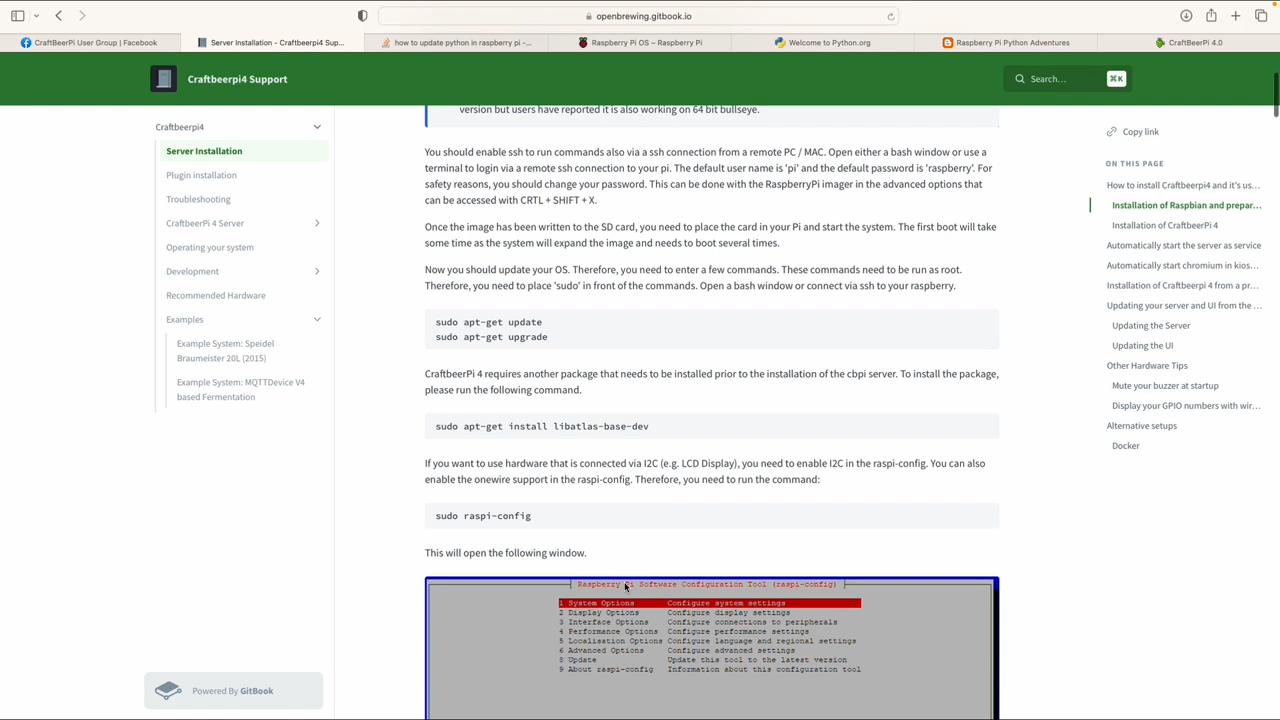 openbrewing.gitbook.io
CraftBeerPi User Group | Facebook
Server Installation - Craftbeerpi4 Sup...
how to update python in raspberry pi -...
Raspberry Pi OS – Raspberry Pi
Welcome to Python.org
Raspberry Pi Python Adventures
CraftBeerPi 4.0
Craftbeerpi4 Support
Search...
⌘K
version but users have reported it is also working on 64 bit bullseye.
Craftbeerpi4
Server Installation
Plugin installation
Troubleshooting
CraftBeerPi 4 Server
Operating your system
Development
Recommended Hardware
Examples
Example System: Speidel
Braumeister 20L (2015)
Example System: MQTTDevice V4
based Fermentation
Powered By GitBook
You should enable ssh to run commands also via a ssh connection from a remote PC / MAC. Open either a bash window or use a
terminal to login via a remote ssh connection to your pi. The default user name is 'pi' and the default password is 'raspberry'. For
safety reasons, you should change your password. This can be done with the RaspberryPi imager in the advanced options that
can be accessed with CRTL + SHIFT + X.
Once the image has been written to the SD card, you need to place the card in your Pi and start the system. The first boot will take
some time as the system will expand the image and needs to boot several times.
Now you should update your OS. Therefore, you need to enter a few commands. These commands need to be run as root.
Therefore, you need to place 'sudo' in front of the commands. Open a bash window or connect via ssh to your raspberry.
sudo apt-get update
sudo apt-get upgrade
CraftbeerPi 4 requires another package that needs to be installed prior to the installation of the cbpi server. To install the package,
please run the following command.
sudo apt-get install libatlas-base-dev
If you want to use hardware that is connected via I2C (e.g. LCD Display), you need to enable I2C in the raspi-config. You can also
enable the onewire support in the raspi-config. Therefore, you need to run the command:
sudo raspi-config
This will open the following window.
Raspberry Pi Software Configuration Tool (raspi-config)
1 System Options Configure system settings
2 Display Options Configure display settings
3 Interface Options Configure connections to peripherals
4 Performance Options Configure performance settings
5 Localisation Options Configure language and regional settings
6 Advanced Options Configure advanced settings
8 Update Update this tool to the latest version
9 About raspi-config Information about this configuration tool
Copy link
ON THIS PAGE
How to install Craftbeerpi4 and it's us...
Installation of Raspbian and prepar...
Installation of CraftBeerPi 4
Automatically start the server as service
Automatically start chromium in kios...
Installation of Craftbeerpi 4 from a pr...
Updating your server and UI from the ...
Updating the Server
Updating the UI
Other Hardware Tips
Mute your buzzer at startup
Display your GPIO numbers with wir...
Alternative setups
Docker